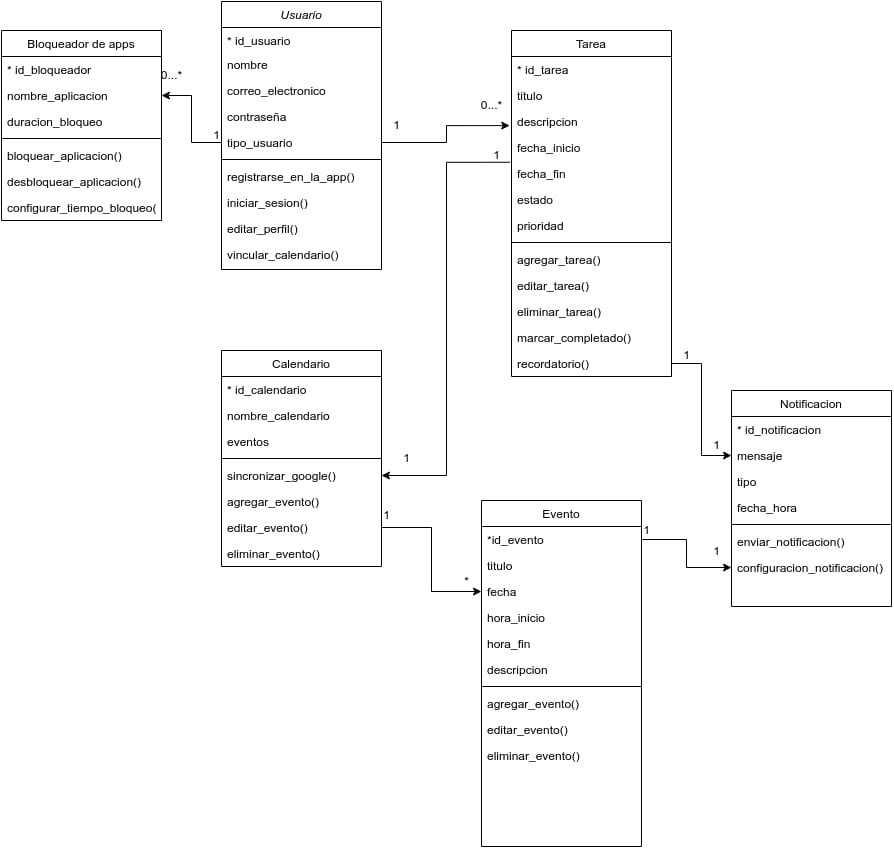 Bloqueador de apps
* id_bloqueador
nombre_aplicacion
duracion_bloqueo
bloquear_aplicacion()
desbloquear_aplicacion()
configurar_tiempo_bloqueo(
0...*
1
Usuario
* id_usuario
nombre
correo_electronico
contraseña
tipo_usuario
registrarse_en_la_app()
iniciar_sesion()
editar_perfil()
vincular_calendario()
1
0...*
1
Tarea
* id_tarea
titulo
descripcion
fecha_inicio
fecha_fin
estado
prioridad
agregar_tarea()
editar_tarea()
eliminar_tarea()
marcar_completado()
recordatorio()
1
1
Calendario
* id_calendario
nombre_calendario
eventos
sincronizar_google()
agregar_evento()
editar_evento()
eliminar_evento()
1
1
*
Evento
*id_evento
titulo
fecha
hora_inicio
hora_fin
descripcion
agregar_evento()
editar_evento()
eliminar_evento()
1
1
Notificacion
* id_notificacion
mensaje
tipo
fecha_hora
enviar_notificacion()
configuracion_notificacion()